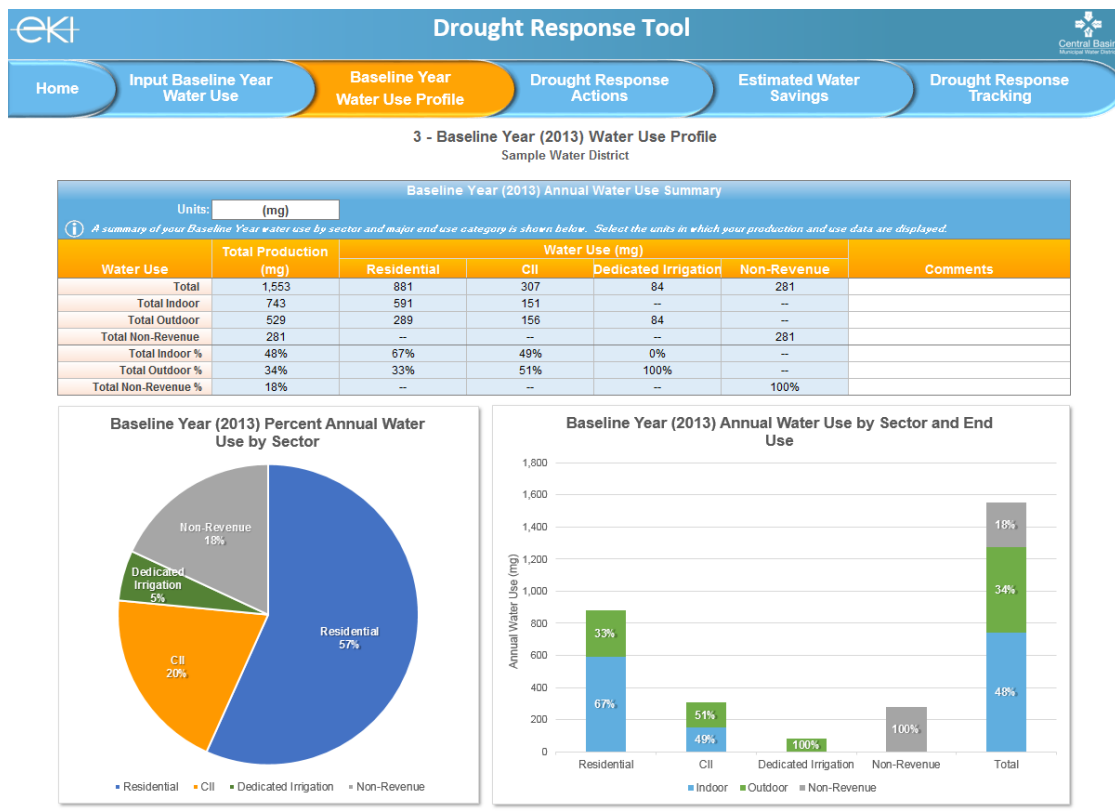 eki
Drought Response Tool
Central Basin
Municipal Water District
Home
Input Baseline Year
Water Use
Baseline Year
Water Use Profile
Drought Response
Actions
Estimated Water
Savings
Drought Response
Tracking
3 - Baseline Year (2013) Water Use Profile
Sample Water District
Baseline Year (2013) Annual Water Use Summary
Units: (mg)
A summary of your Baseline Year water use by sector and major end use category is shown below. Select the units in which your production and use data are displayed.
Water Use Total Production (mg) Water Use (mg) Comments
Residential CII Dedicated Irrigation Non-Revenue
Total 1,553 881 307 84 281
Total Indoor 743 591 151 -- --
Total Outdoor 529 289 156 84 --
Total Non-Revenue 281 -- -- -- 281
Total Indoor % 48% 67% 49% 0% --
Total Outdoor % 34% 33% 51% 100% --
Total Non-Revenue % 18% -- -- -- 100%
Baseline Year (2013) Percent Annual Water
Use by Sector
Non-Revenue
18%
Dedicated
Irrigation
5%
Residential
57%
CII
20%
Residential CII Dedicated Irrigation Non-Revenue
Baseline Year (2013) Annual Water Use by Sector and End
Use
Annual Water Use (mg)
1,800
1,600
1,400
1,200
1,000
800
600
400
200
0
33%
67%
51%
49%
100%
100%
18%
34%
48%
Residential CII Dedicated Irrigation Non-Revenue Total
Indoor Outdoor Non-Revenue